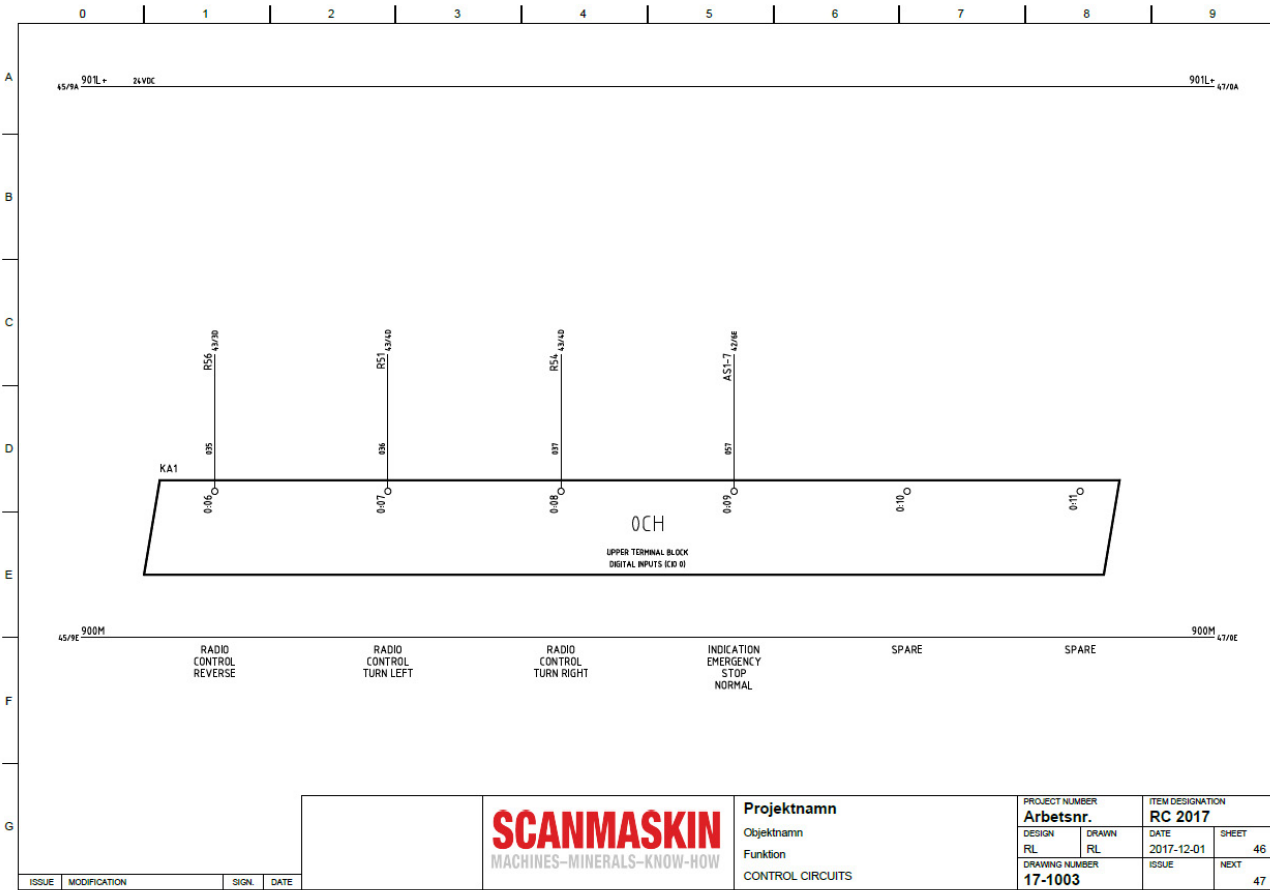 0 1 2 3 4 5 6 7 8 9
A
45/9A 901L+ 24VDC 901L+ 47/0A
B
C
R56 43/3D
R51 43/4D
R54 43/4D
AS1-7 42/6E
D
035 036 037 057
KA1
0:06 0:07 0:08 0:09 0:10 0:11
0CH
UPPER TERMINAL BLOCK
DIGITAL INPUTS (CIO 0)
E
45/9E 900M 900M 47/0E
RADIO
CONTROL
REVERSE
RADIO
CONTROL
TURN LEFT
RADIO
CONTROL
TURN RIGHT
INDICATION
EMERGENCY
STOP
NORMAL
SPARE
SPARE
F
G
ISSUE MODIFICATION SIGN. DATE
SCANMASKIN
MACHINES–MINERALS–KNOW-HOW
Projektnamn
Objektnamn
Funktion
CONTROL CIRCUITS
PROJECT NUMBER
Arbetsnr.
ITEM DESIGNATION
RC 2017
DESIGN
RL
DRAWN
RL
DATE
2017-12-01
SHEET
46
DRAWING NUMBER
17-1003
ISSUE
NEXT
47